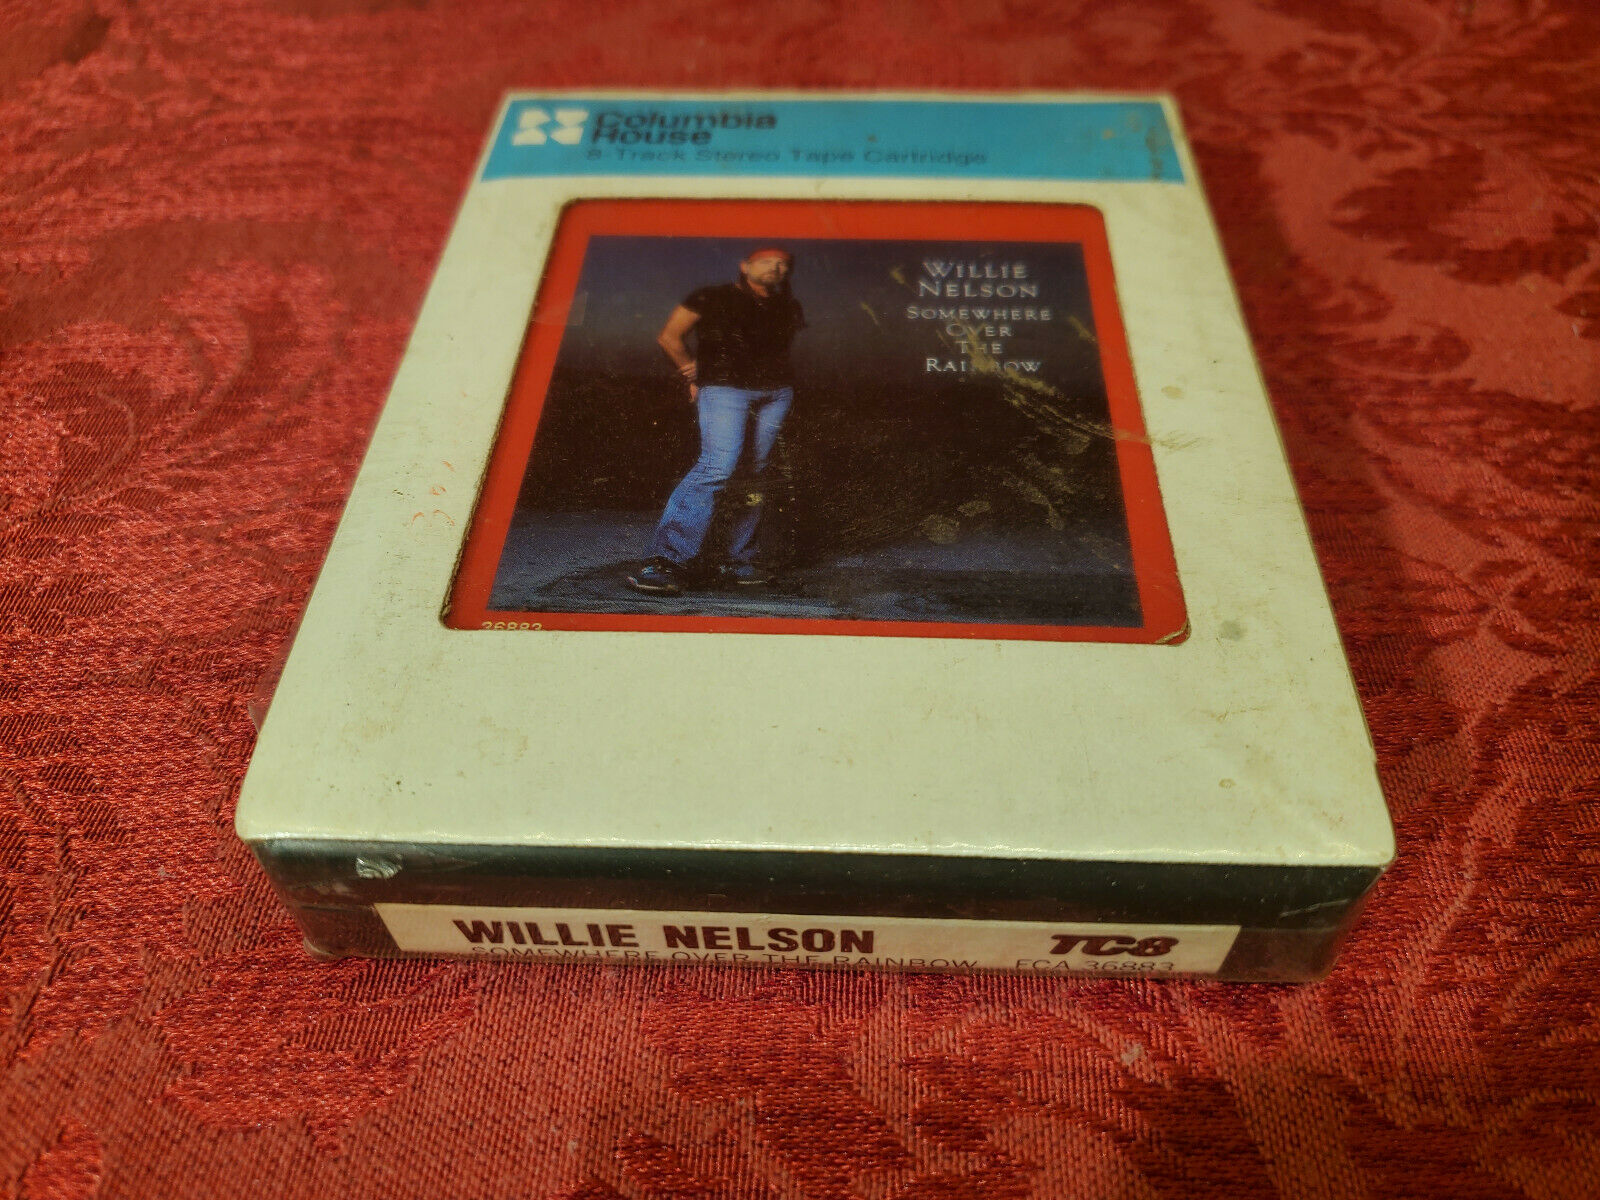 Columbia
House
8-Track Stereo Tape Cartridge
WILLIE
NELSON
SOMEWHERE
OVER
THE
RAINBOW
36883
WILLIE NELSON TC8
SOMEWHERE OVER THE RAINBOW FCA 36883